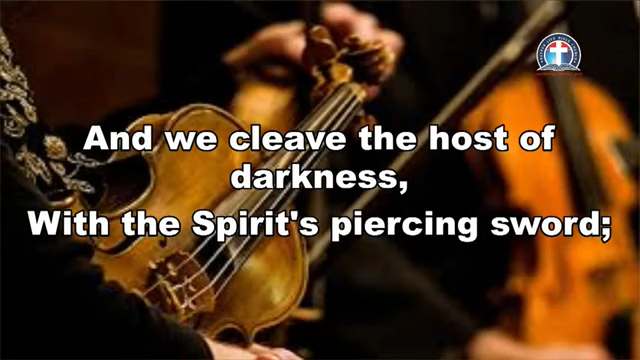 And we cleave the host of
darkness,
With the Spirit's piercing sword;